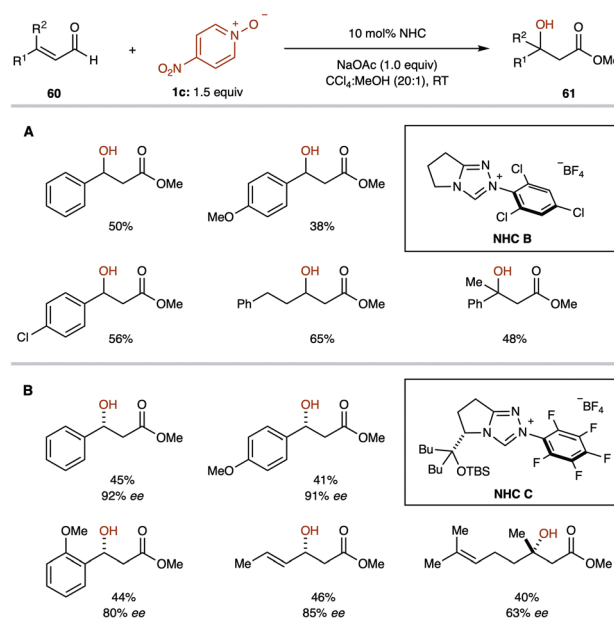 R² O
R¹ H
60
+
N⁺ O⁻
O₂N
1c: 1.5 equiv
10 mol% NHC
NaOAc (1.0 equiv)
CCl₄:MeOH (20:1), RT
R² OH O
R¹ OMe
61
A
OH O
OMe
50%
OH O
MeO OMe
38%
N N⁺ N Cl Cl Cl
⁻BF₄
NHC B
OH O
Cl OMe
56%
OH O
Ph OMe
65%
Me OH O
Ph OMe
48%
B
OH O
OMe
45%
92% ee
OH O
MeO OMe
41%
91% ee
N N⁺ N F F F F F
⁻BF₄
Bu
Bu OTBS
NHC C
OMe OH O
OMe
44%
80% ee
OH O
Me OMe
46%
85% ee
Me Me OH O
Me OMe
40%
63% ee